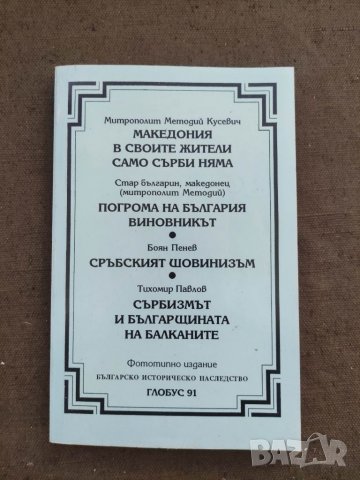 Митрополит Методий Кусевич
МАКЕДОНИЯ
В СВОИТЕ ЖИТЕЛИ
САМО СЪРБИ НЯМА
Стар българин, македонец
(митрополит Методий)
ПОГРОМА НА БЪЛГАРИЯ
ВИНОВНИКЪТ
Боян Пенев
СРЪБСКИЯТ ШОВИНИЗЪМ
Тихомир Павлов
СЪРБИЗМЪТ
И БЪЛГАРЩИНАТА
НА БАЛКАНИТЕ
Фототипно издание
БЪЛГАРСКО ИСТОРИЧЕСКО НАСЛЕДСТВО
ГЛОБУС 91
BAZAR